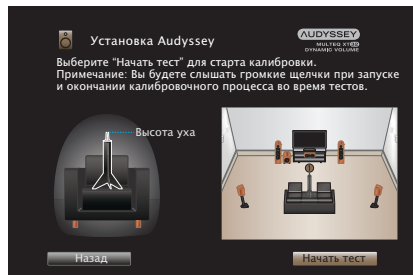 Установка Audyssey
AUDYSSEY
MULTEQ XT32
DYNAMIC VOLUME
Выберите “Начать тест” для старта калибровки.
Примечание: Вы будете слышать громкие щелчки при запуске
и окончании калибровочного процесса во время тестов.
Высота уха
Назад
Начать тест